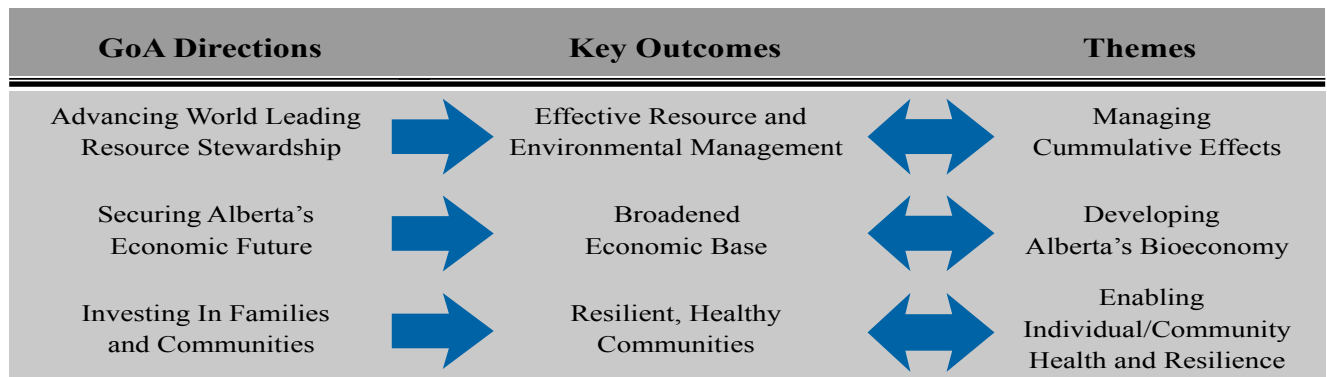 GoA Directions
Key Outcomes
Themes
Advancing World Leading
Resource Stewardship
Effective Resource and
Environmental Management
Managing
Cummulative Effects
Securing Alberta’s
Economic Future
Broadened
Economic Base
Developing
Alberta’s Bioeconomy
Investing In Families
and Communities
Resilient, Healthy
Communities
Enabling
Individual/Community
Health and Resilience